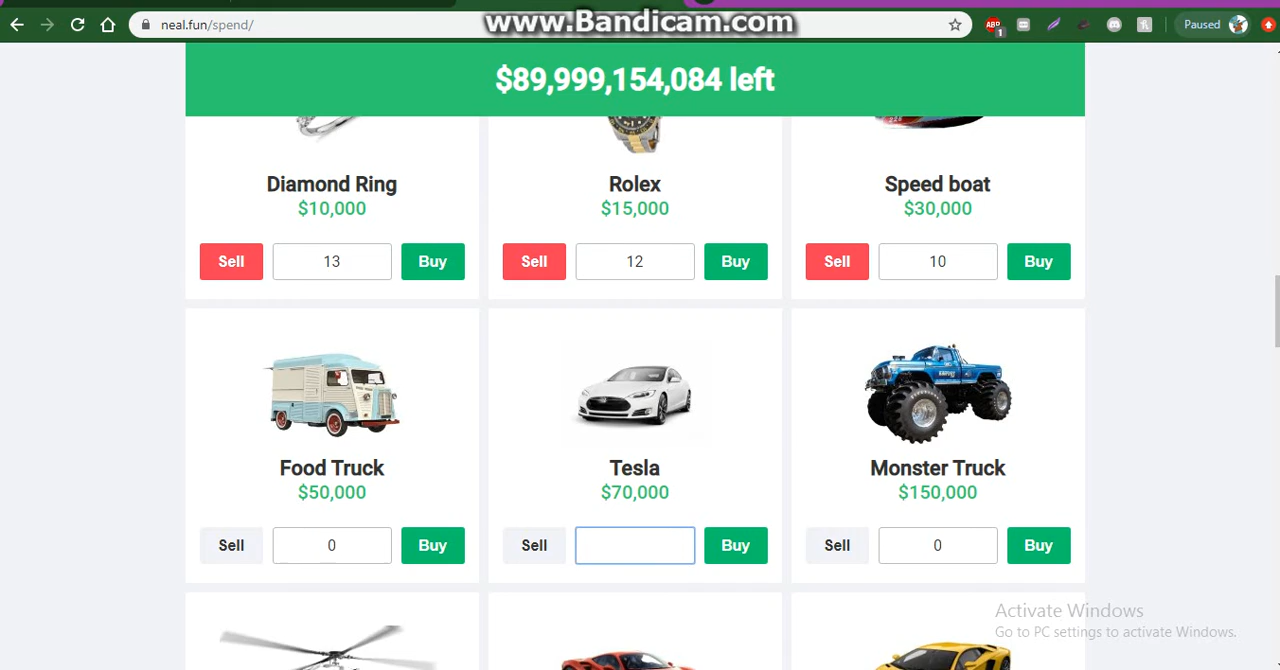 neal.fun/spend/
www.Bandicam.com
ABP
1
Paused
$89,999,154,084 left
Diamond Ring
$10,000
Sell
13
Buy
Rolex
$15,000
Sell
12
Buy
Speed boat
$30,000
Sell
10
Buy
Food Truck
$50,000
Sell
0
Buy
Tesla
$70,000
Sell
Buy
Monster Truck
$150,000
Sell
0
Buy
Activate Windows
Go to PC settings to activate Windows.